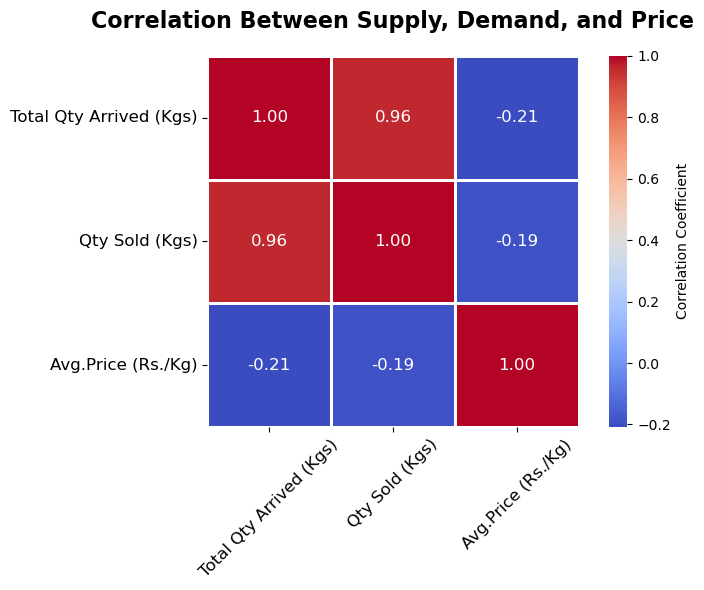 Correlation Between Supply, Demand, and Price
Total Qty Arrived (Kgs)
1.00
0.96
-0.21
Qty Sold (Kgs)
0.96
1.00
-0.19
Avg.Price (Rs./Kg)
-0.21
-0.19
1.00
Total Qty Arrived (Kgs)
Qty Sold (Kgs)
Avg.Price (Rs./Kg)
1.0
0.8
0.6
0.4
0.2
0.0
−0.2
Correlation Coefficient